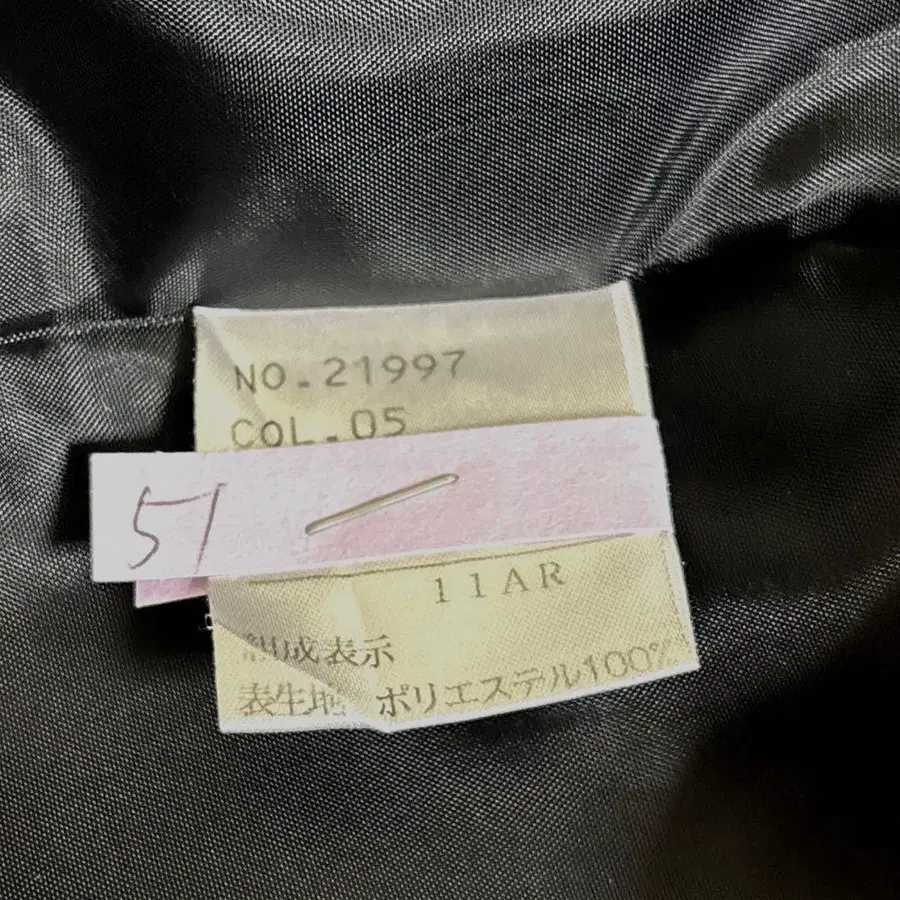 NO.21997
COL.05
51
11AR
組成表示
表生地 ポリエステル100%